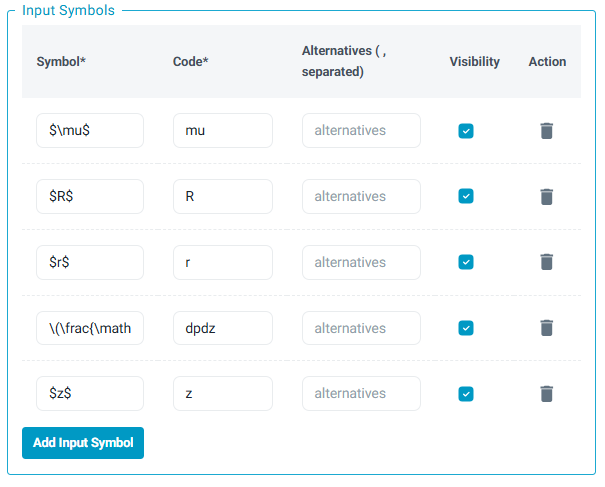 Input Symbols
Symbol* Code* Alternatives ( , separated) Visibility Action
$\mu$ mu alternatives
$R$ R alternatives
$r$ r alternatives
\(\frac{\math dpdz alternatives
$z$ z alternatives
Add Input Symbol